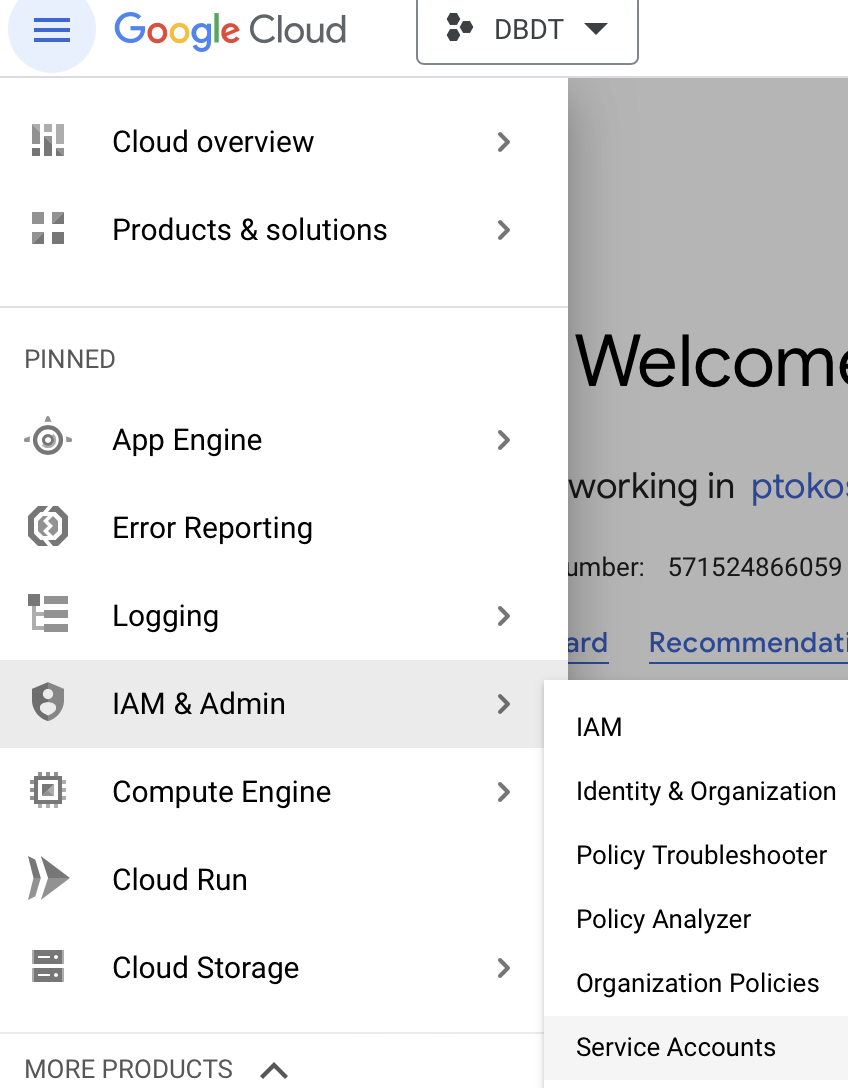 Google Cloud
DBDT
Cloud overview
Products & solutions
PINNED
App Engine
Error Reporting
Logging
IAM & Admin
Compute Engine
Cloud Run
Cloud Storage
MORE PRODUCTS
Welcome
working in ptokos
umber: 571524866059
ard Recommendati
IAM
Identity & Organization
Policy Troubleshooter
Policy Analyzer
Organization Policies
Service Accounts